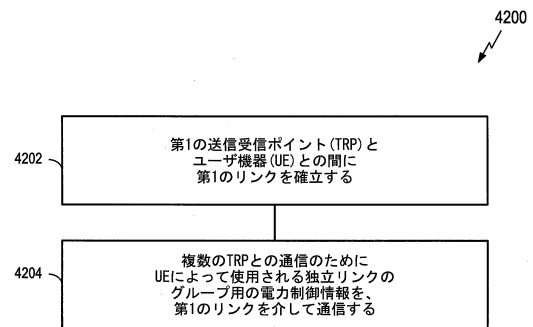 4200
4202
第1の送信受信ポイント(TRP)と
ユーザ機器(UE)との間に
第1のリンクを確立する
4204
複数のTRPとの通信のために
UEによって使用される独立リンクの
グループ用の電力制御情報を、
第1のリンクを介して通信する